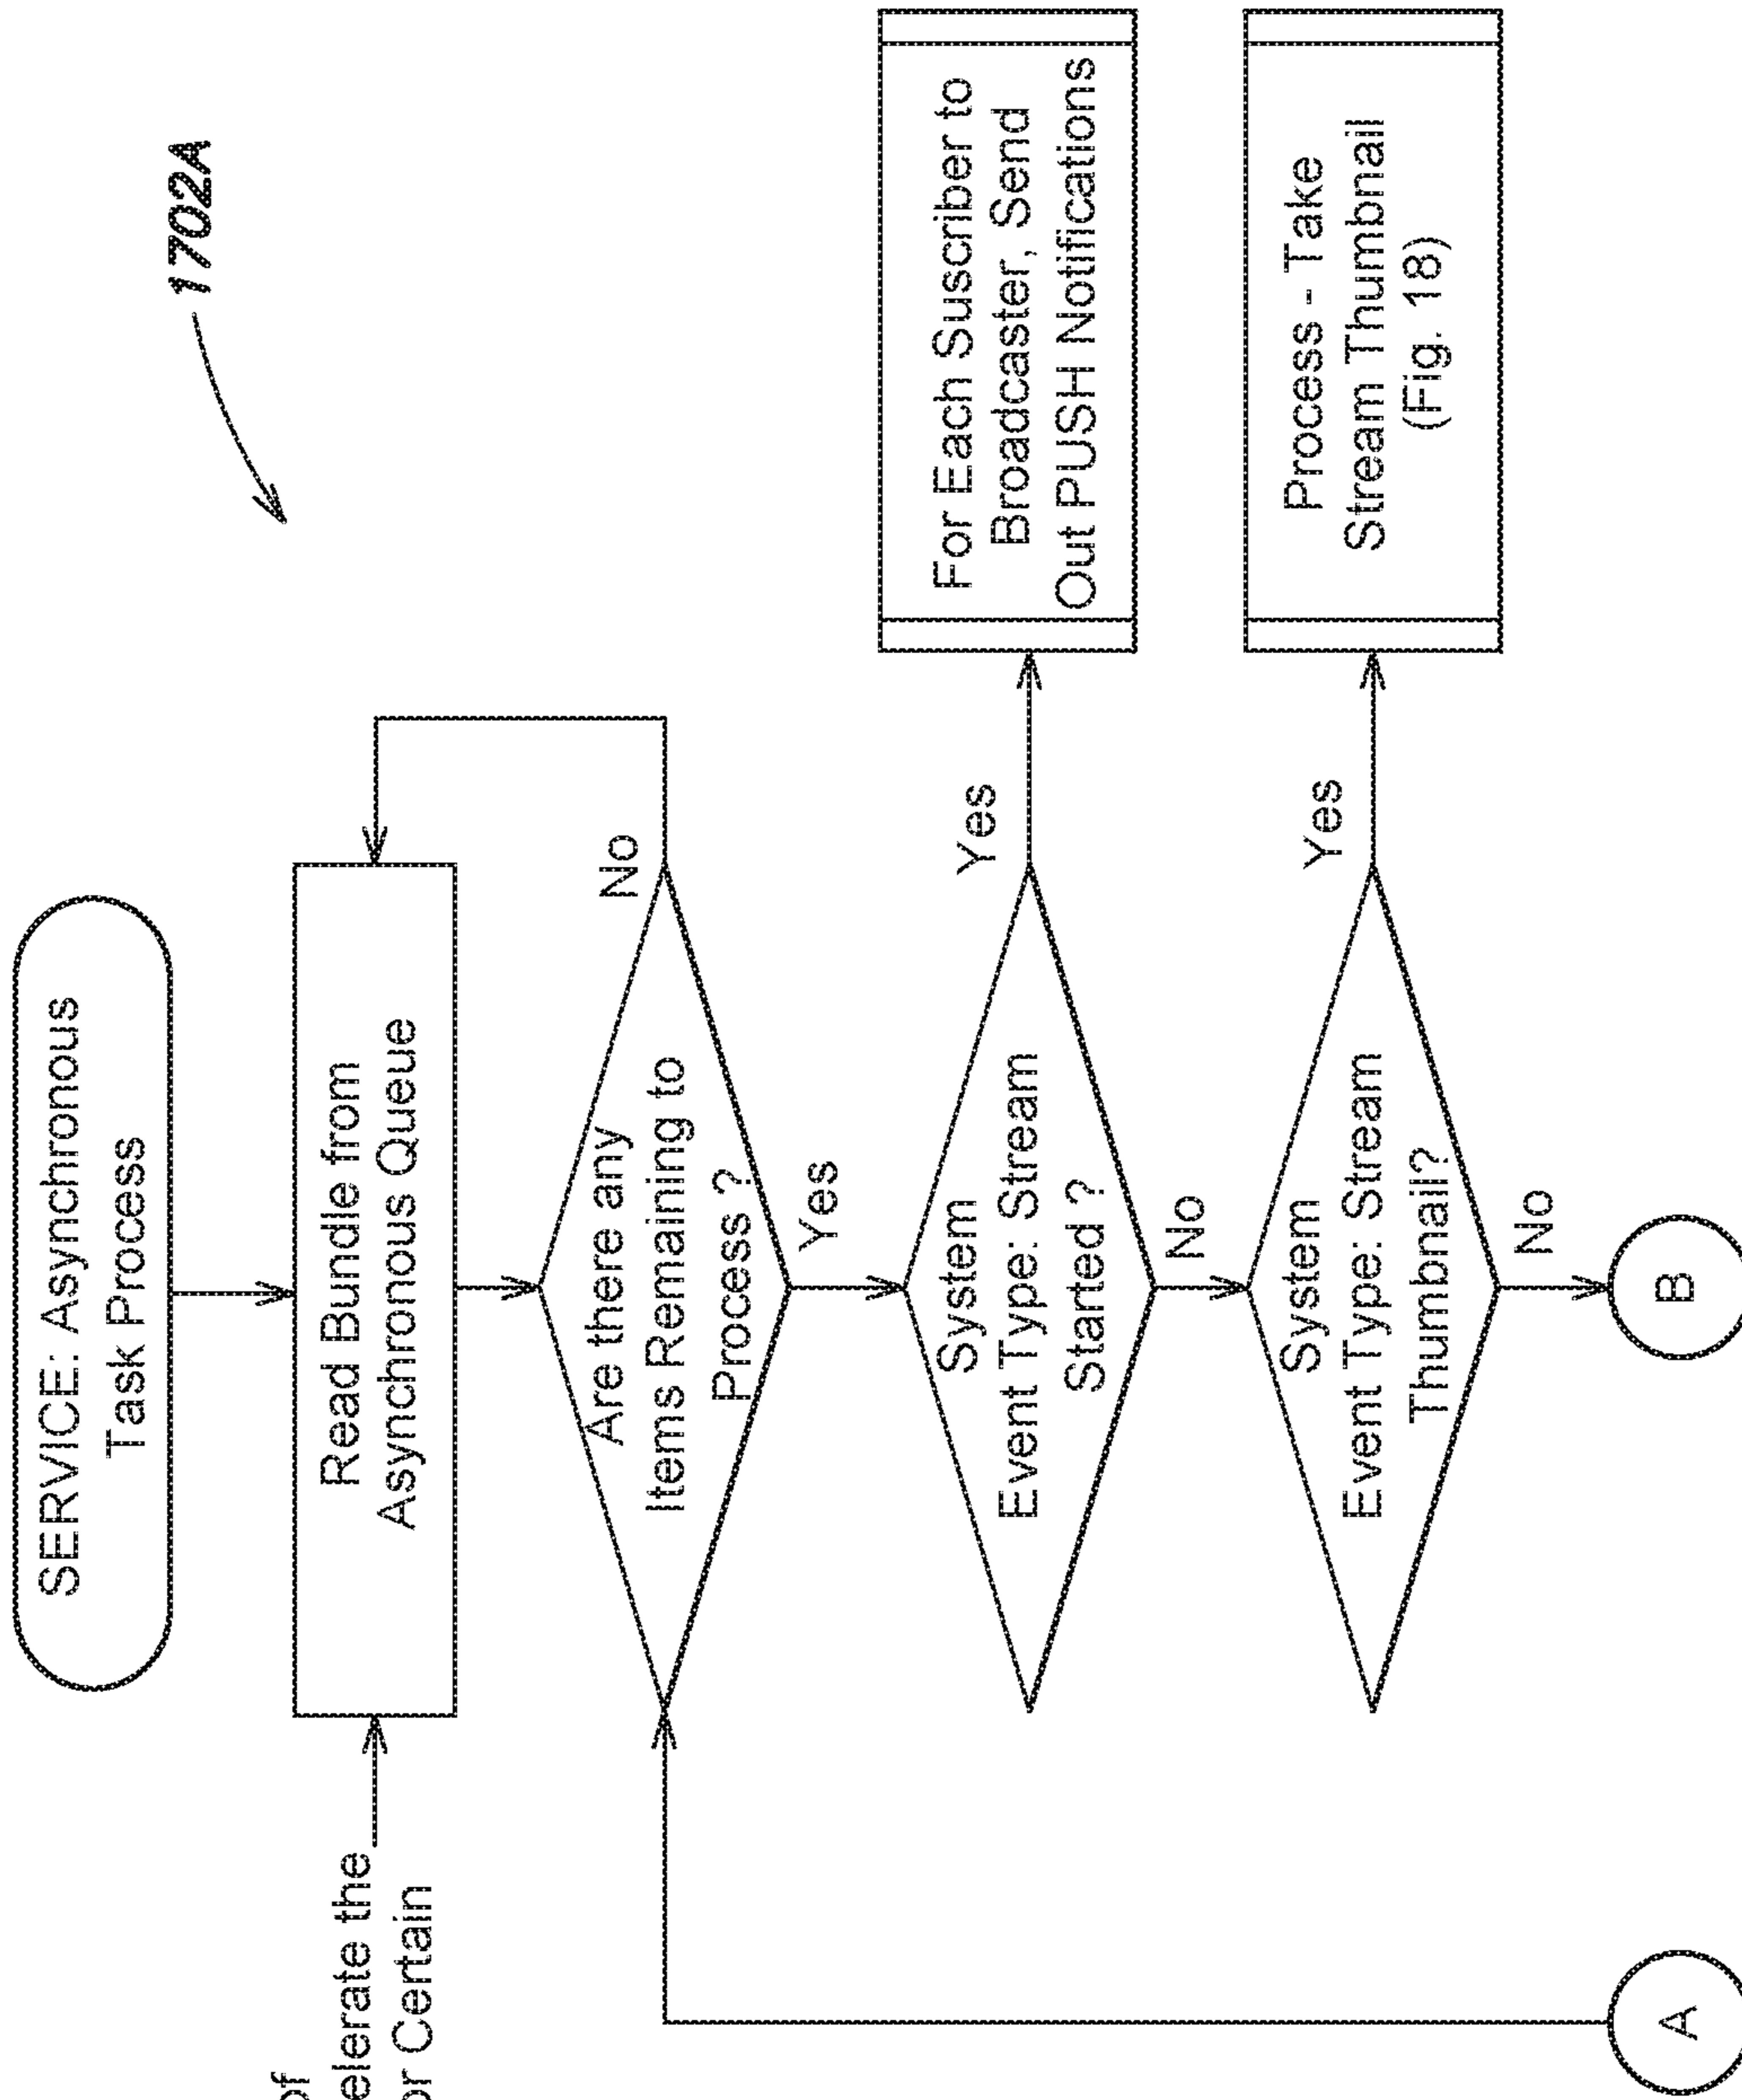 1702A
SERVICE: Asynchronous
Task Process
of
elerate the
or Certain
Read Bundle from
Asynchronous Queue
Are there any
Items Remaining to
Process ?
No
Yes
System
Event Type: Stream
Started ?
Yes
For Each Suscriber to
Broadcaster, Send
Out PUSH Notifications
No
System
Event Type: Stream
Thumbnail?
Yes
Process - Take
Stream Thumbnail
(Fig. 18)
No
A
B